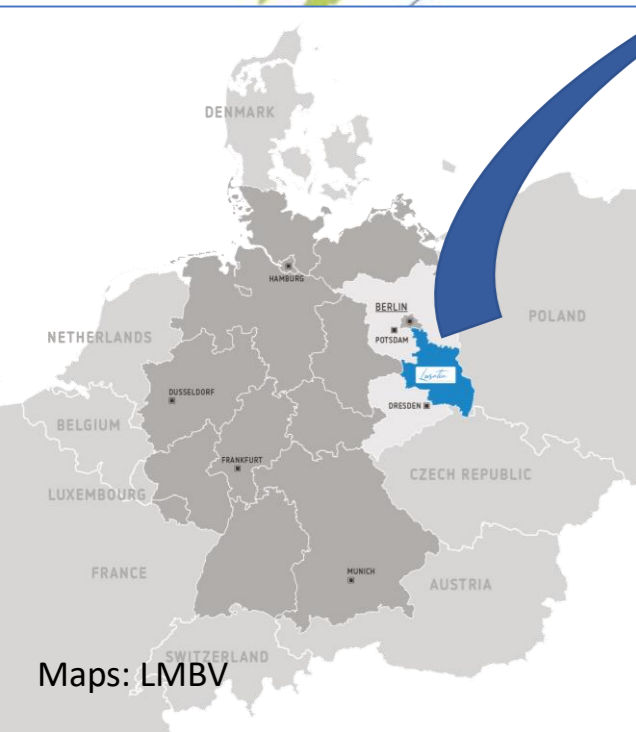 DENMARK
HAMBURG
BERLIN
POLAND
POTSDAM
NETHERLANDS
Lusatia
DUSSELDORF
DRESDEN
BELGIUM
FRANKFURT
CZECH REPUBLIC
LUXEMBOURG
FRANCE
MUNICH
AUSTRIA
SWITZERLAND
Maps: LMBV